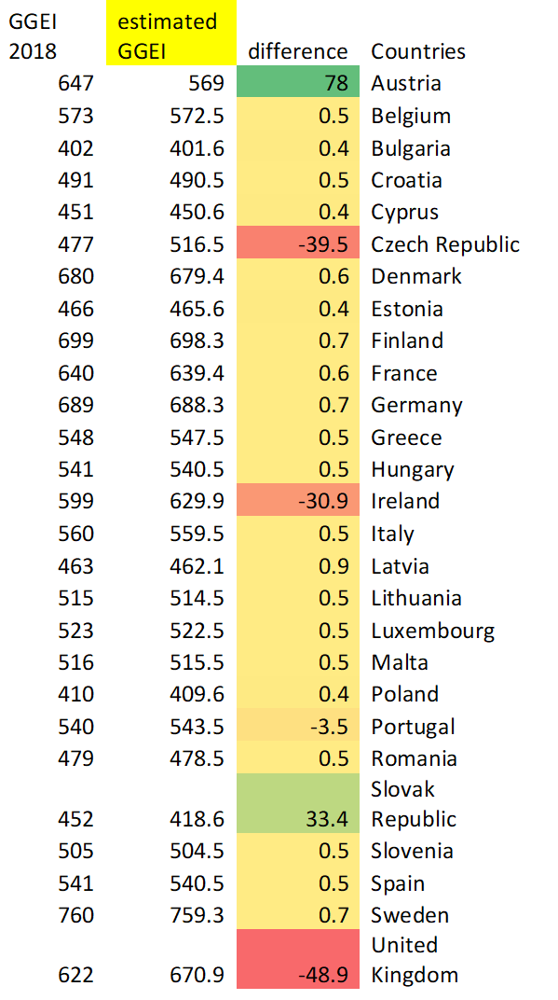 GGEI estimated
2018 GGEI difference Countries
647 569 78 Austria
573 572.5 0.5 Belgium
402 401.6 0.4 Bulgaria
491 490.5 0.5 Croatia
451 450.6 0.4 Cyprus
477 516.5 -39.5 Czech Republic
680 679.4 0.6 Denmark
466 465.6 0.4 Estonia
699 698.3 0.7 Finland
640 639.4 0.6 France
689 688.3 0.7 Germany
548 547.5 0.5 Greece
541 540.5 0.5 Hungary
599 629.9 -30.9 Ireland
560 559.5 0.5 Italy
463 462.1 0.9 Latvia
515 514.5 0.5 Lithuania
523 522.5 0.5 Luxembourg
516 515.5 0.5 Malta
410 409.6 0.4 Poland
540 543.5 -3.5 Portugal
479 478.5 0.5 Romania
Slovak
452 418.6 33.4 Republic
505 504.5 0.5 Slovenia
541 540.5 0.5 Spain
760 759.3 0.7 Sweden
United
622 670.9 -48.9 Kingdom